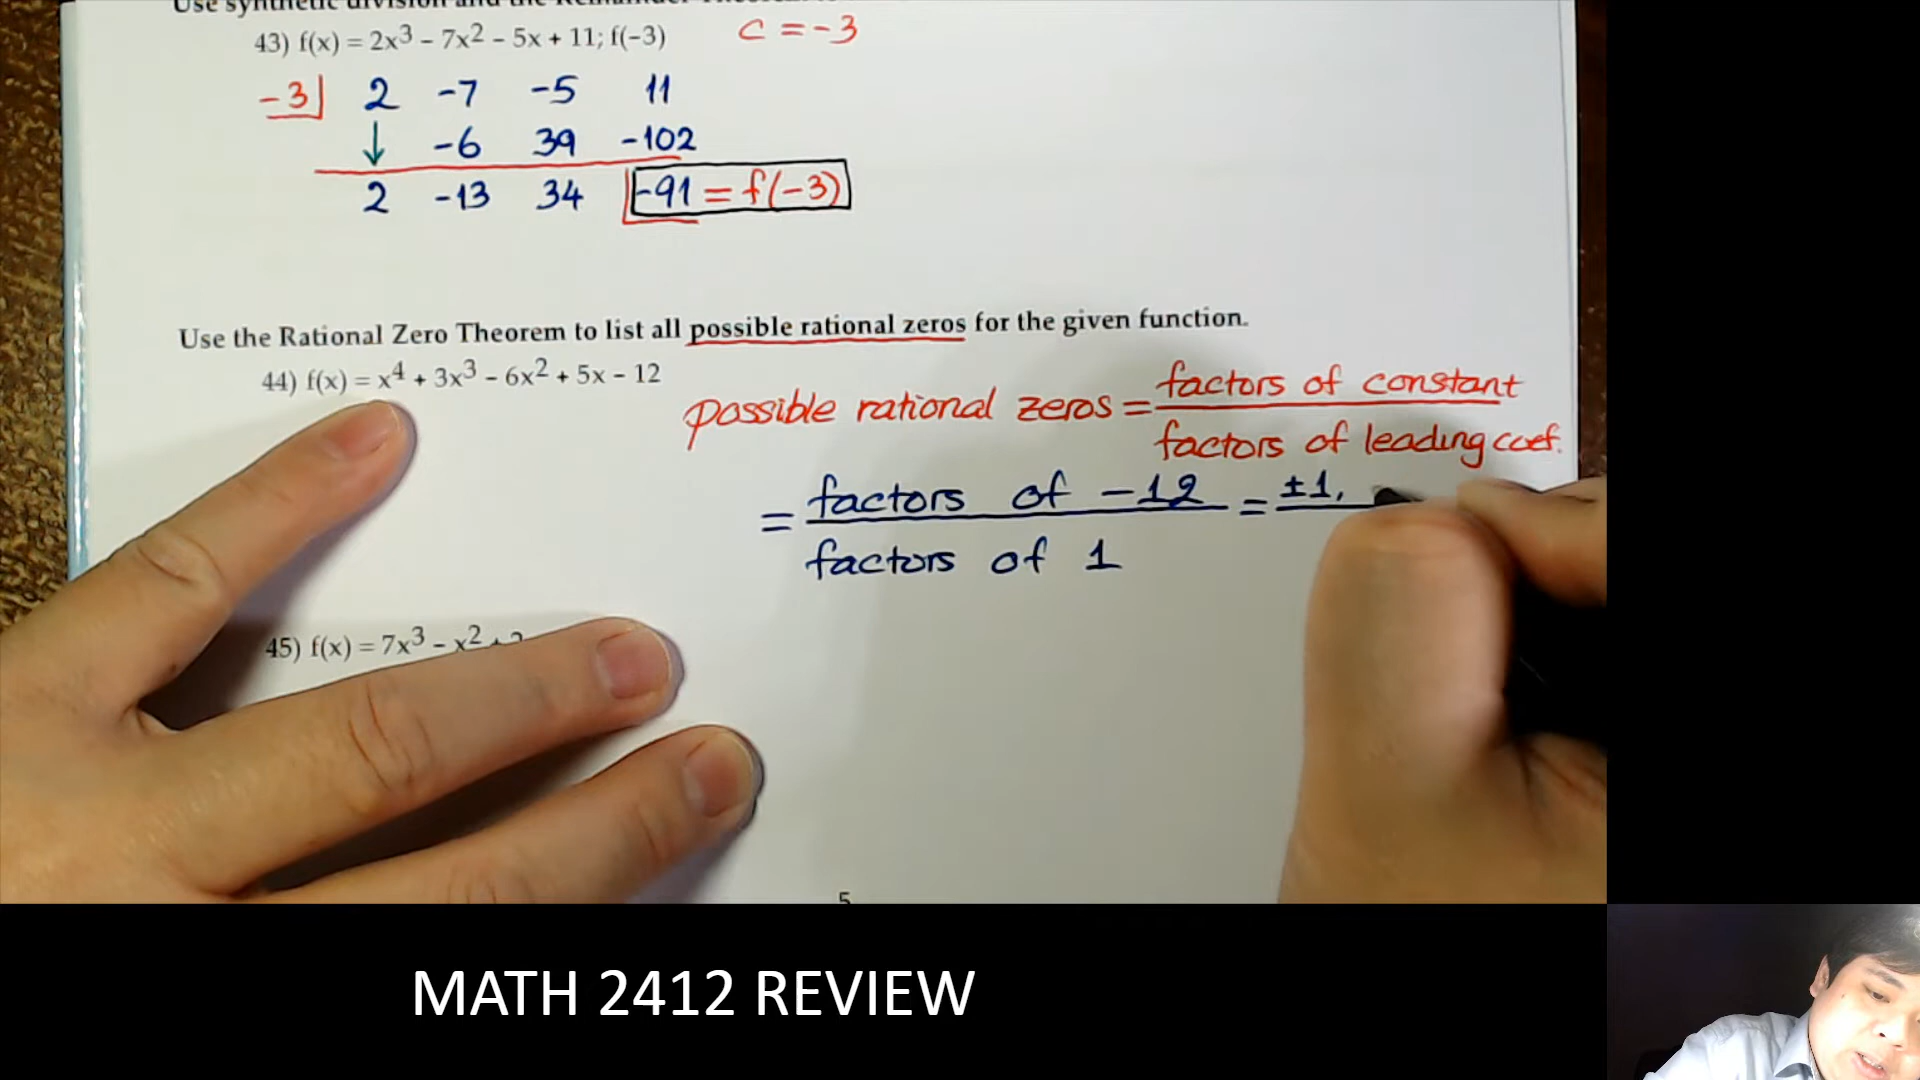 Use synthetic division and the Remainder Theorem to
43) f(x) = 2x³ – 7x² – 5x + 11; f(–3) c = -3
-3 2 -7 -5 11
↓ -6 39 -102
2 -13 34 -91 = f(-3)
Use the Rational Zero Theorem to list all possible rational zeros for the given function.
44) f(x) = x⁴ + 3x³ – 6x² + 5x – 12
possible rational zeros = factors of constant
factors of leading coef.
= factors of -12 = ±1,
factors of 1
45) f(x) = 7x³ – x² +
5
MATH 2412 REVIEW